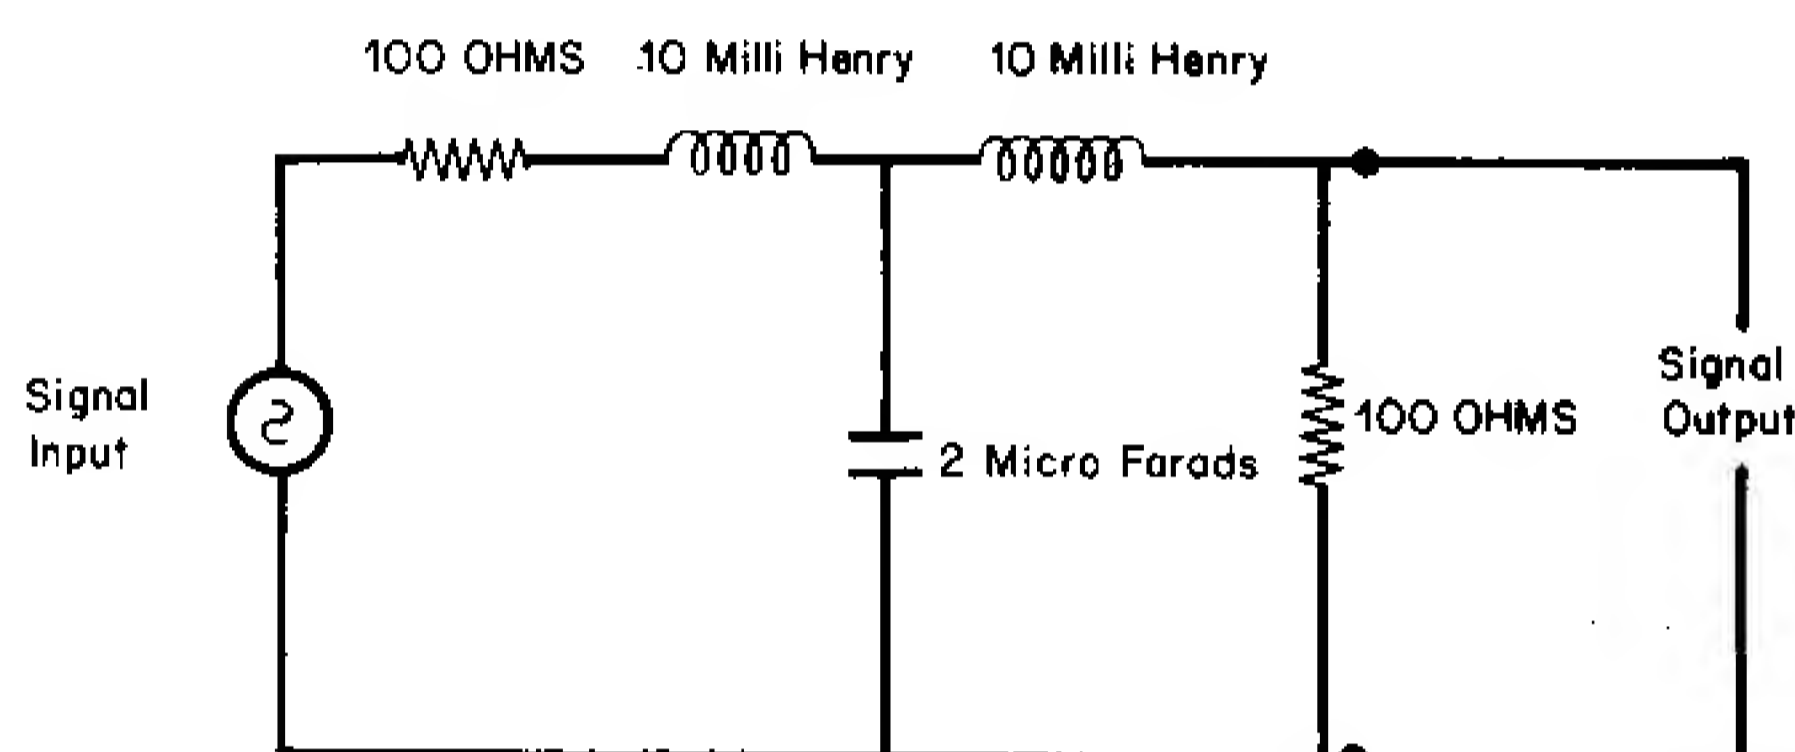 100 OHMS
10 Milli Henry
10 Milli Henry
Signal
Input
2 Micro Farads
100 OHMS
Signal
Output